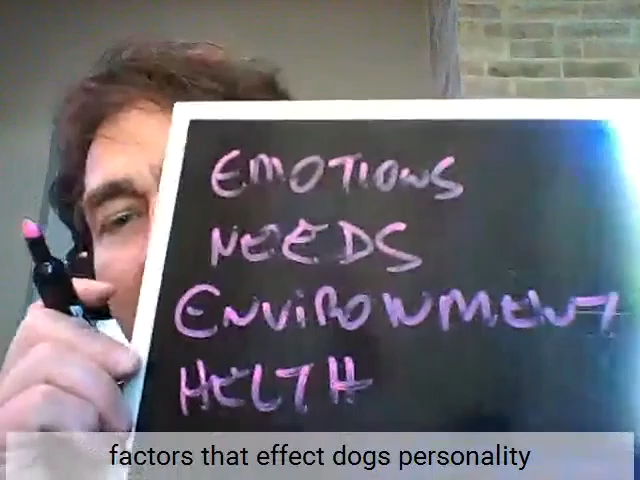 EMOTIONS
NEEDS
ENVIRONMENT
HELTH
factors that effect dogs personality